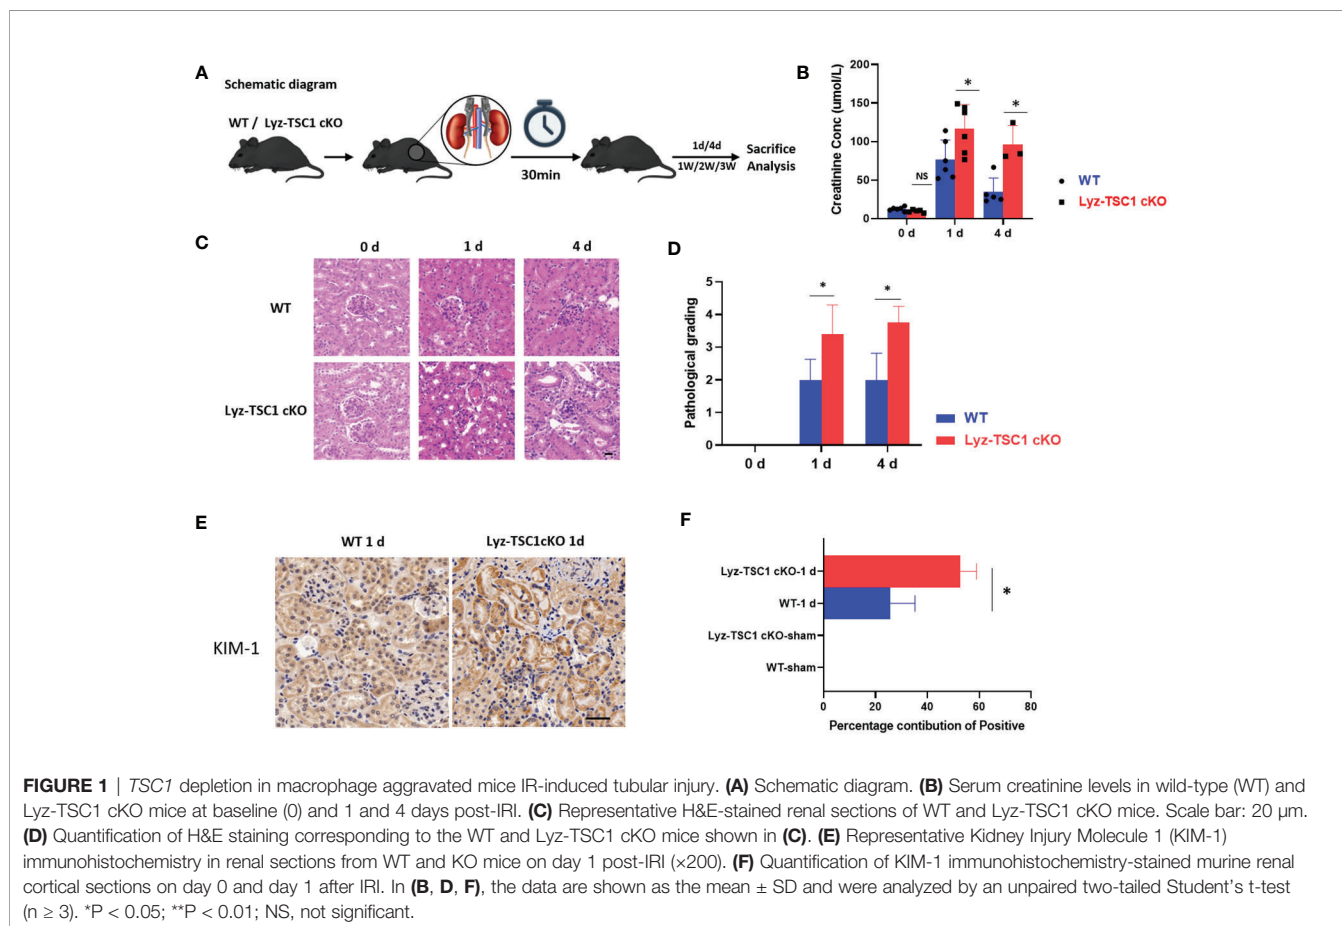 A
Schematic diagram
WT / Lyz-TSC1 cKO
30min
1d/4d
1W/2W/3W
Sacrifice
Analysis
B
Creatinine Conc (umol/L)
200
150
100
50
0
NS
*
*
0 d
1 d
4 d
WT
Lyz-TSC1 cKO
C
0 d
1 d
4 d
WT
Lyz-TSC1 cKO
D
Pathological grading
5
4
3
2
1
0
*
*
0 d
1 d
4 d
WT
Lyz-TSC1 cKO
E
WT 1 d
Lyz-TSC1cKO 1d
KIM-1
F
Lyz-TSC1 cKO-1 d
WT-1 d
Lyz-TSC1 cKO-sham
WT-sham
*
0
20
40
60
80
Percentage contibution of Positive
FIGURE 1 | TSC1 depletion in macrophage aggravated mice IR-induced tubular injury. (A) Schematic diagram. (B) Serum creatinine levels in wild-type (WT) and
Lyz-TSC1 cKO mice at baseline (0) and 1 and 4 days post-IRI. (C) Representative H&E-stained renal sections of WT and Lyz-TSC1 cKO mice. Scale bar: 20 μm.
(D) Quantification of H&E staining corresponding to the WT and Lyz-TSC1 cKO mice shown in (C). (E) Representative Kidney Injury Molecule 1 (KIM-1)
immunohistochemistry in renal sections from WT and KO mice on day 1 post-IRI (×200). (F) Quantification of KIM-1 immunohistochemistry-stained murine renal
cortical sections on day 0 and day 1 after IRI. In (B, D, F), the data are shown as the mean ± SD and were analyzed by an unpaired two-tailed Student's t-test
(n ≥ 3). *P < 0.05; **P < 0.01; NS, not significant.